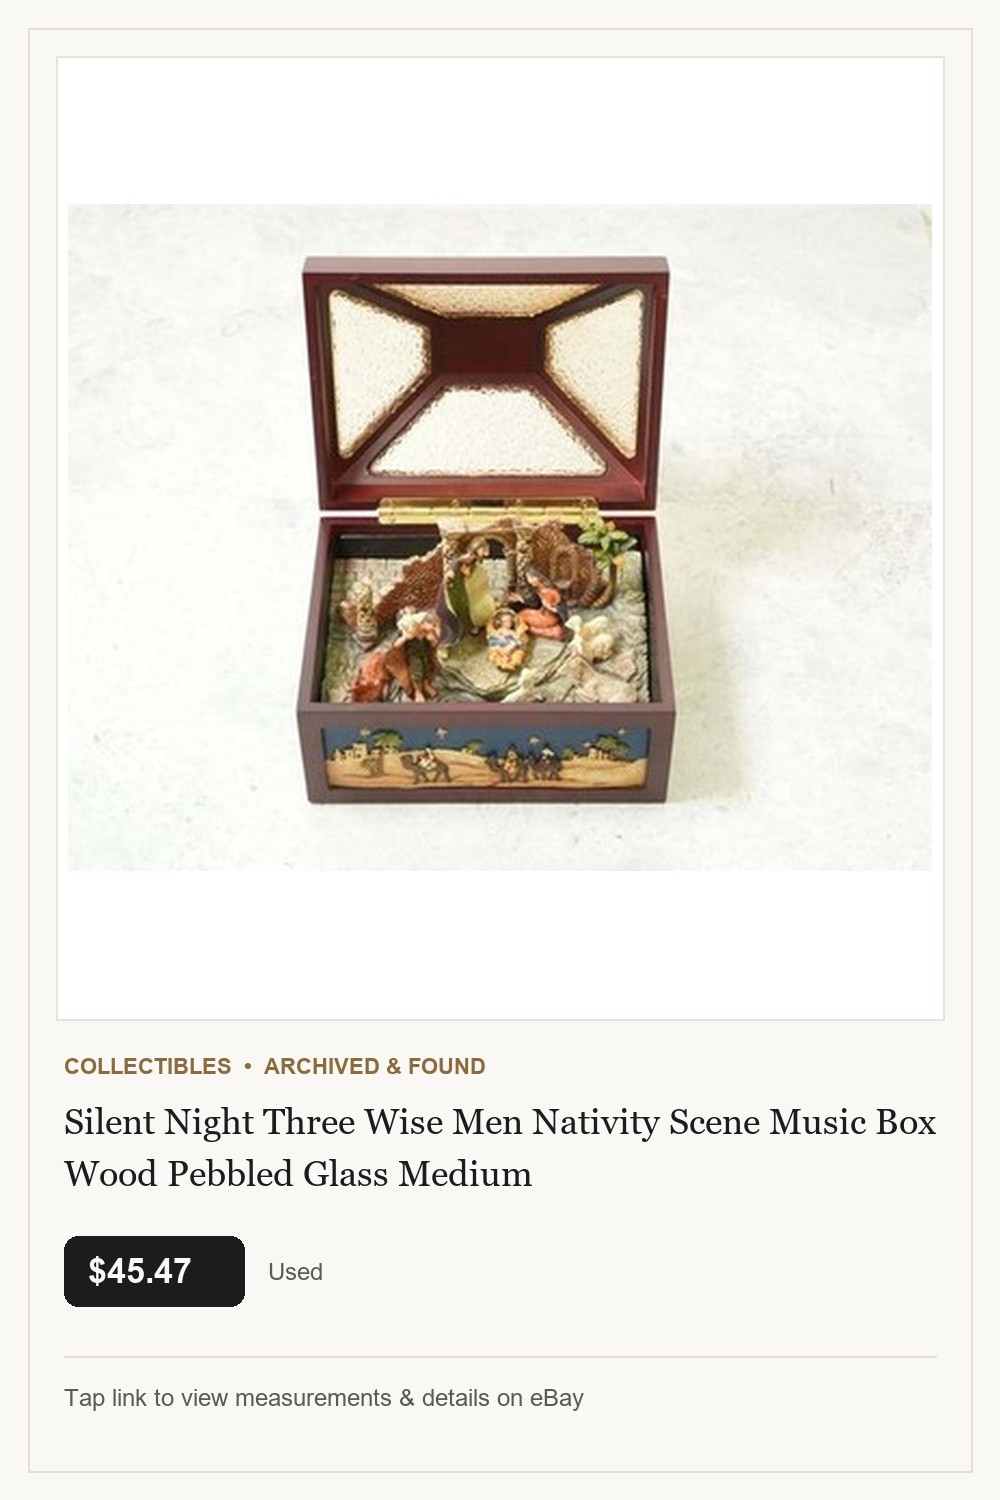 COLLECTIBLES • ARCHIVED & FOUND
Silent Night Three Wise Men Nativity Scene Music Box
Wood Pebbled Glass Medium
$45.47
Used
Tap link to view measurements & details on eBay